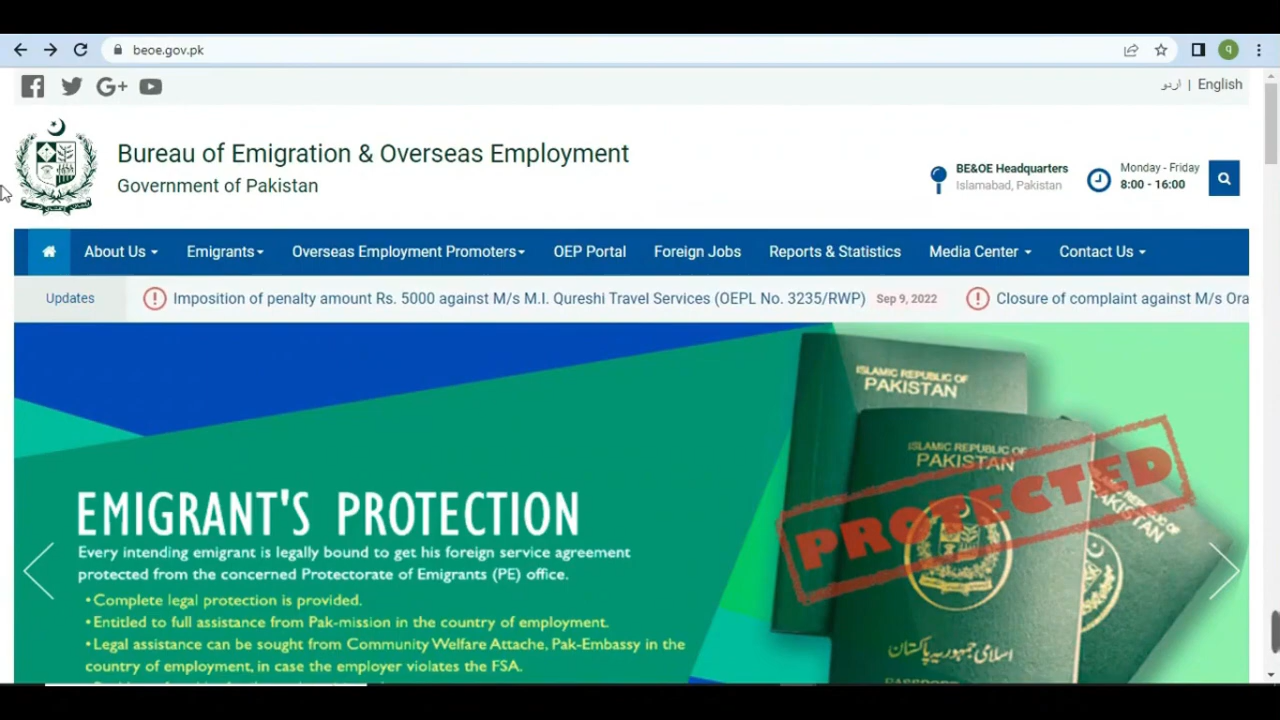 beoe.gov.pk
q
اردو | English
Bureau of Emigration & Overseas Employment
Government of Pakistan
BE&OE Headquarters
Islamabad, Pakistan
Monday - Friday
8:00 - 16:00
About Us
Emigrants
Overseas Employment Promoters
OEP Portal
Foreign Jobs
Reports & Statistics
Media Center
Contact Us
Updates
Imposition of penalty amount Rs. 5000 against M/s M.I. Qureshi Travel Services (OEPL No. 3235/RWP) Sep 9, 2022
Closure of complaint against M/s Ora
EMIGRANT'S PROTECTION
Every intending emigrant is legally bound to get his foreign service agreement
protected from the concerned Protectorate of Emigrants (PE) office.
•Complete legal protection is provided.
•Entitled to full assistance from Pak-mission in the country of employment.
•Legal assistance can be sought from Community Welfare Attache, Pak-Embassy in the
country of employment, in case the employer violates the FSA.
ISLAMIC REPUBLIC OF
PAKISTAN
ISLAMIC REPUBLIC OF
PAKISTAN
PAKISTAN
PROTECTED
اسلامی جمہوریہ پاکستان
PASSPORT